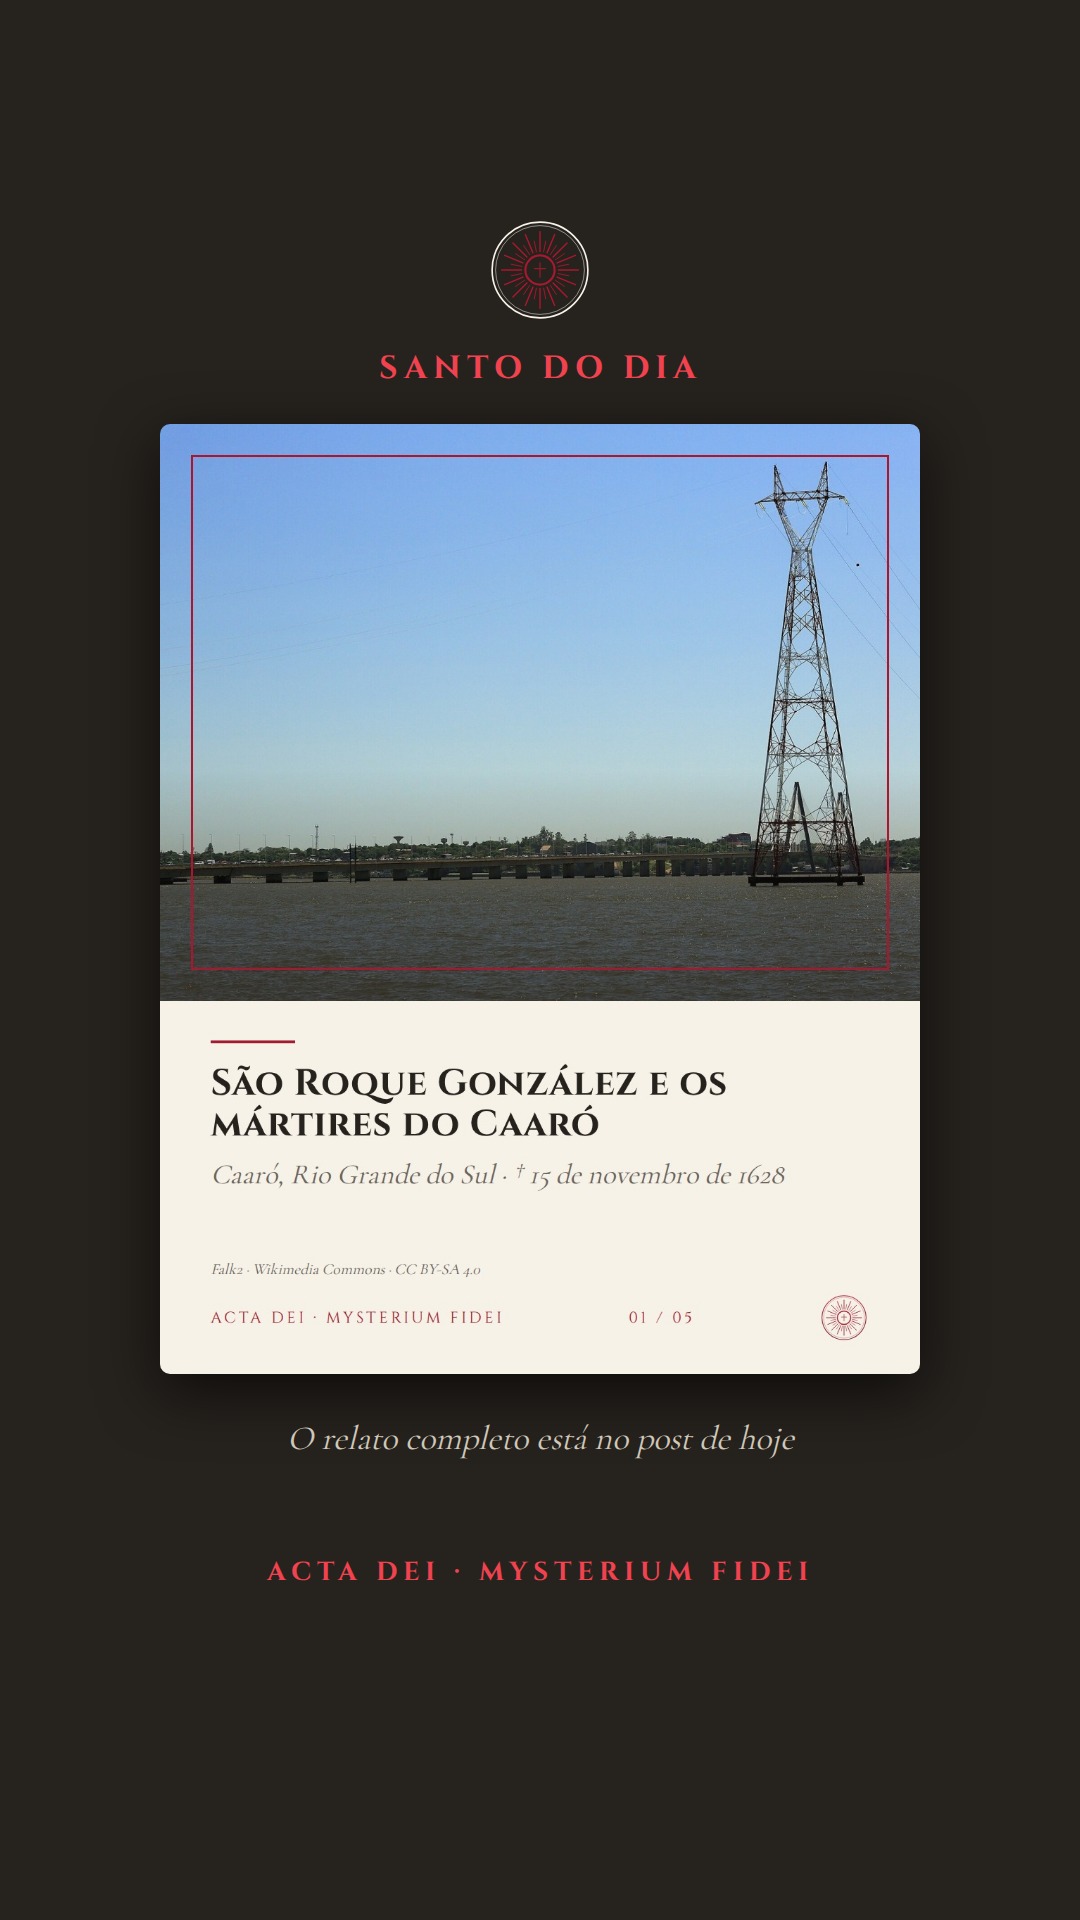 SANTO DO DIA
São Roque González e os
mártires do Caaró
Caaró, Rio Grande do Sul · † 15 de novembro de 1628
Falk2 · Wikimedia Commons · CC BY-SA 4.0
ACTA DEI · MYSTERIUM FIDEI 01 / 05
O relato completo está no post de hoje
ACTA DEI · MYSTERIUM FIDEI